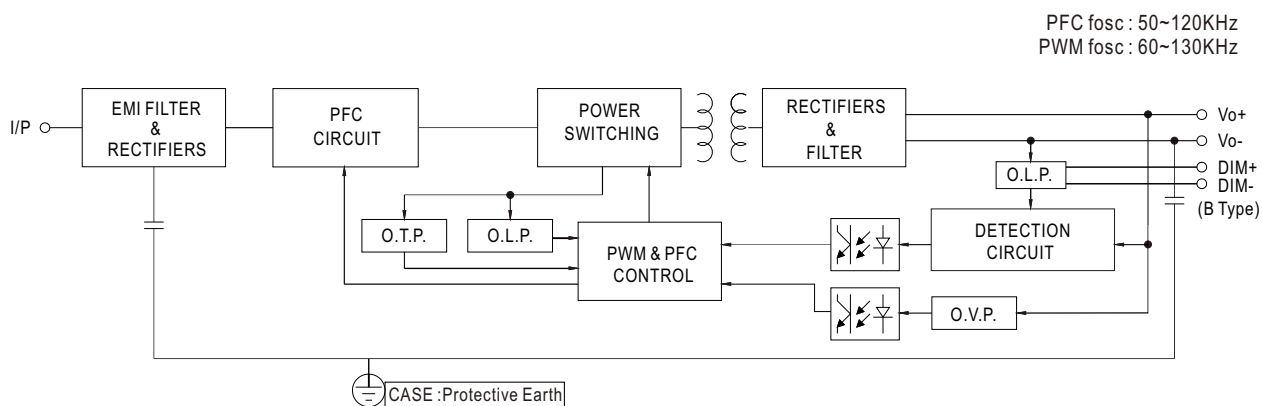 PFC fosc : 50~120KHz
PWM fosc : 60~130KHz
I/P
EMI FILTER
&
RECTIFIERS
PFC
CIRCUIT
POWER
SWITCHING
RECTIFIERS
&
FILTER
Vo+
Vo-
DIM+
DIM-
(B Type)
O.L.P.
O.T.P.
O.L.P.
PWM & PFC
CONTROL
DETECTION
CIRCUIT
O.V.P.
CASE :Protective Earth